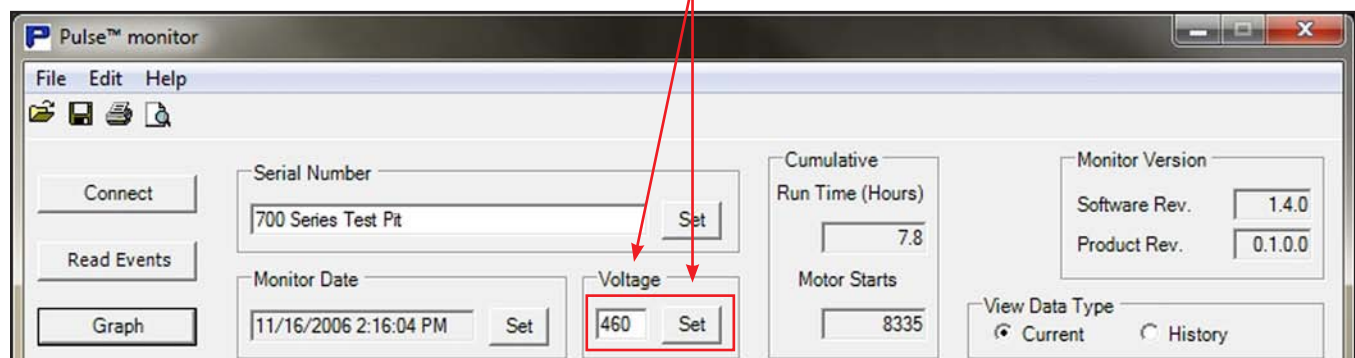 Pulse™ monitor
File Edit Help
Connect
Read Events
Graph
Serial Number
700 Series Test Pit Set
Monitor Date
11/16/2006 2:16:04 PM Set
Voltage
460 Set
Cumulative
Run Time (Hours)
7.8
Motor Starts
8335
Monitor Version
Software Rev. 1.4.0
Product Rev. 0.1.0.0
View Data Type
Current History